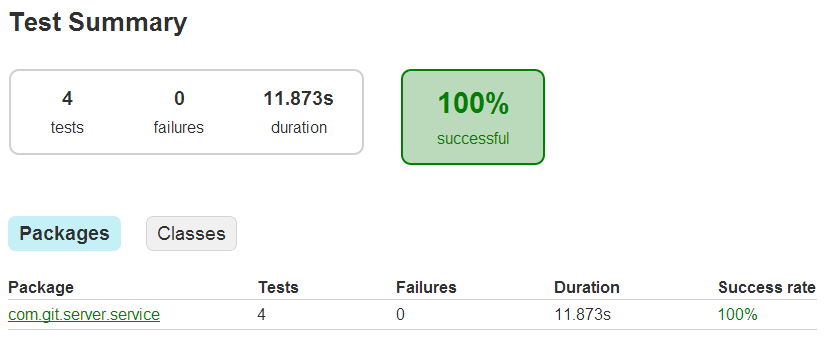 Test Summary
4 0 11.873s
tests failures duration
100%
successful
Packages Classes
Package Tests Failures Duration Success rate
com.git.server.service 4 0 11.873s 100%